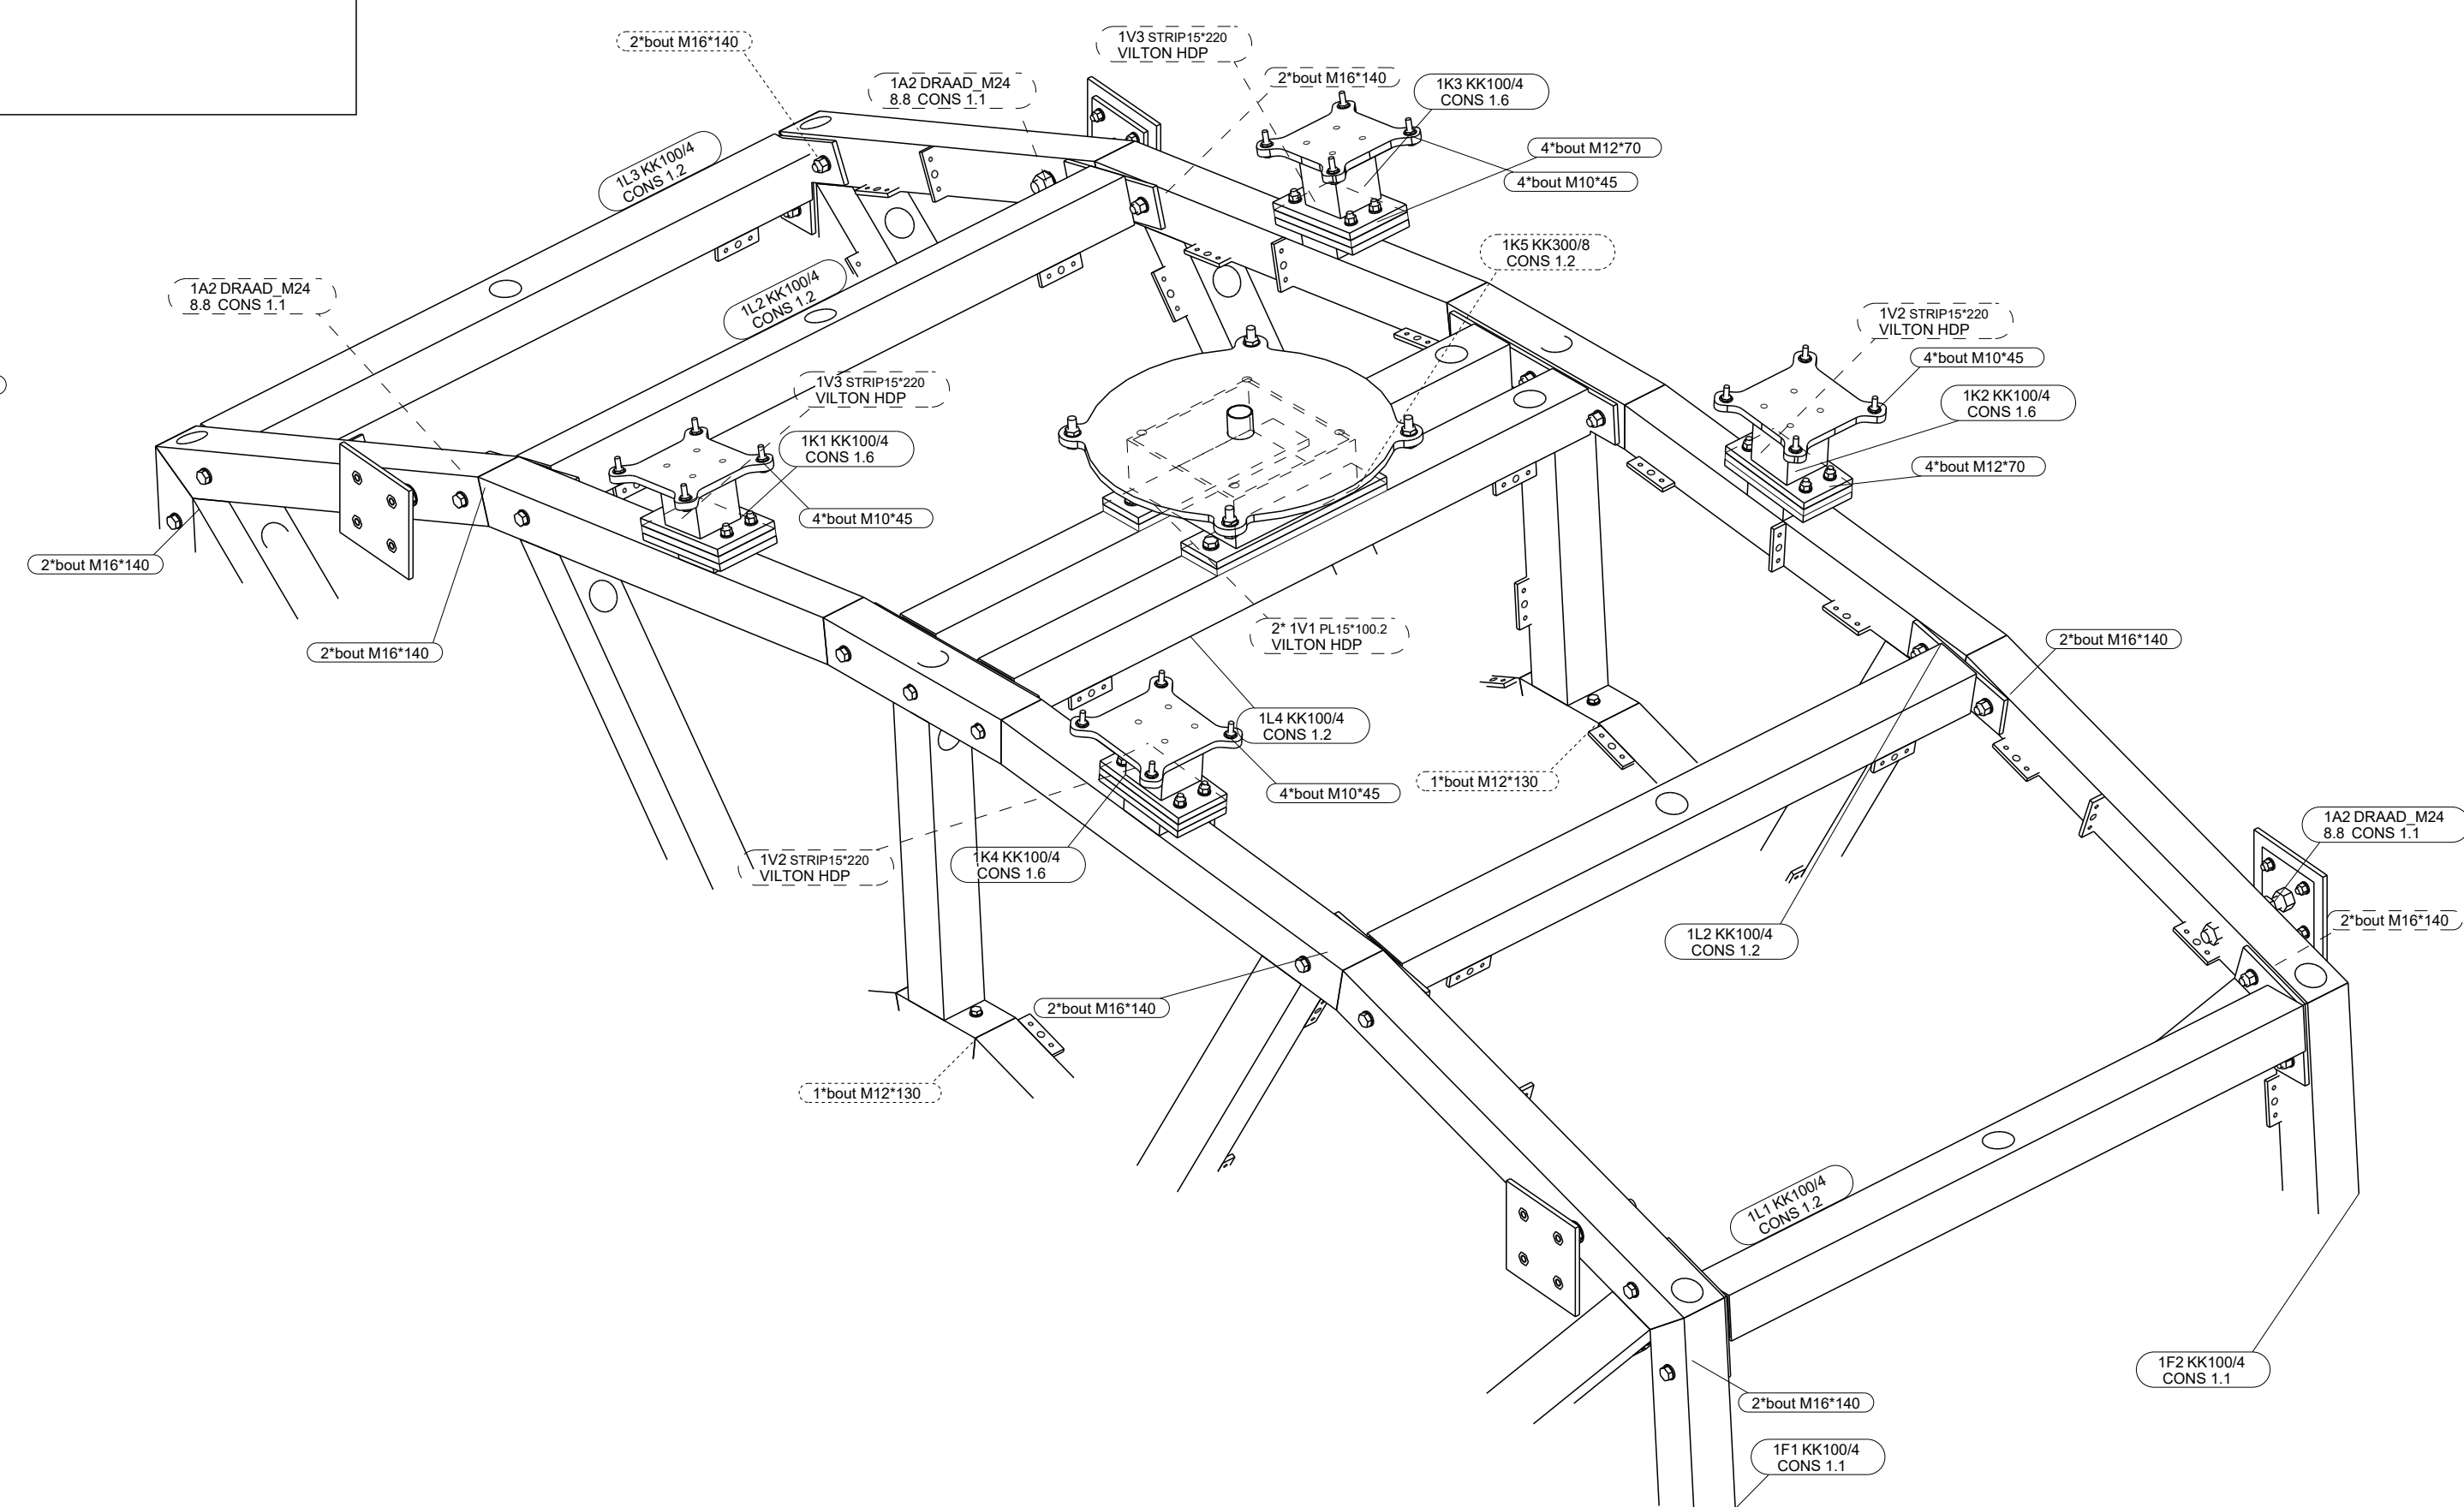 2*bout M16*140
1V3 STRIP15*220
VILTON HDP
1A2 DRAAD_M24
8.8 CONS 1.1
2*bout M16*140
1K3 KK100/4
CONS 1.6
4*bout M12*70
4*bout M10*45
1L3 KK100/4
CONS 1.2
1K5 KK300/8
CONS 1.2
1A2 DRAAD_M24
8.8 CONS 1.1
1L2 KK100/4
CONS 1.2
1V2 STRIP15*220
VILTON HDP
4*bout M10*45
1V3 STRIP15*220
VILTON HDP
1K2 KK100/4
CONS 1.6
1K1 KK100/4
CONS 1.6
4*bout M12*70
4*bout M10*45
2*bout M16*140
2*bout M16*140
2* 1V1 PL15*100.2
VILTON HDP
2*bout M16*140
1L4 KK100/4
CONS 1.2
1*bout M12*130
4*bout M10*45
1A2 DRAAD_M24
8.8 CONS 1.1
1V2 STRIP15*220
VILTON HDP
1K4 KK100/4
CONS 1.6
2*bout M16*140
1L2 KK100/4
CONS 1.2
2*bout M16*140
1*bout M12*130
1L1 KK100/4
CONS 1.2
1F2 KK100/4
CONS 1.1
2*bout M16*140
1F1 KK100/4
CONS 1.1